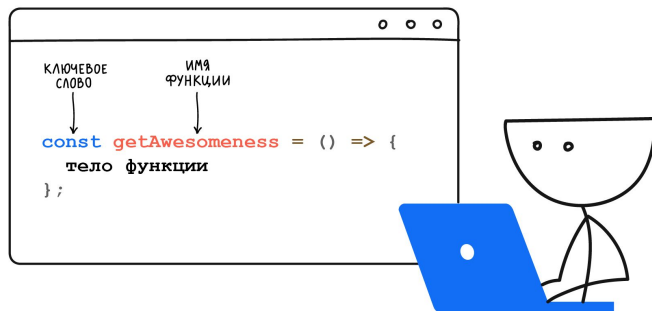 КЛЮЧЕВОЕ СЛОВО
ИМЯ ФУНКЦИИ
const getAwesomeness = () => {
тело функции
};